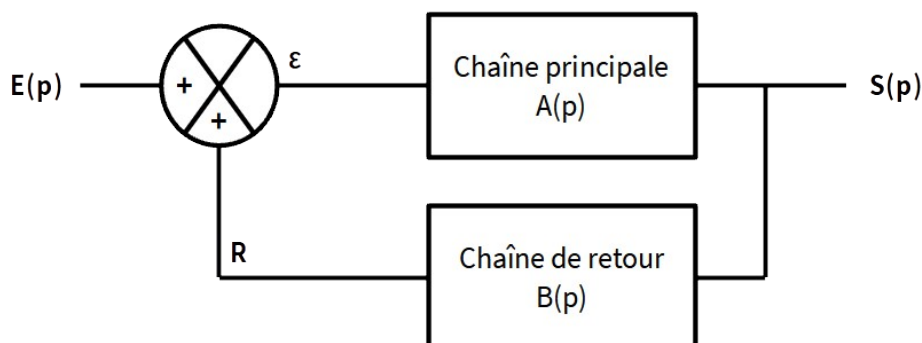 E(p)
+
+
ε
Chaîne principale
A(p)
S(p)
R
Chaîne de retour
B(p)